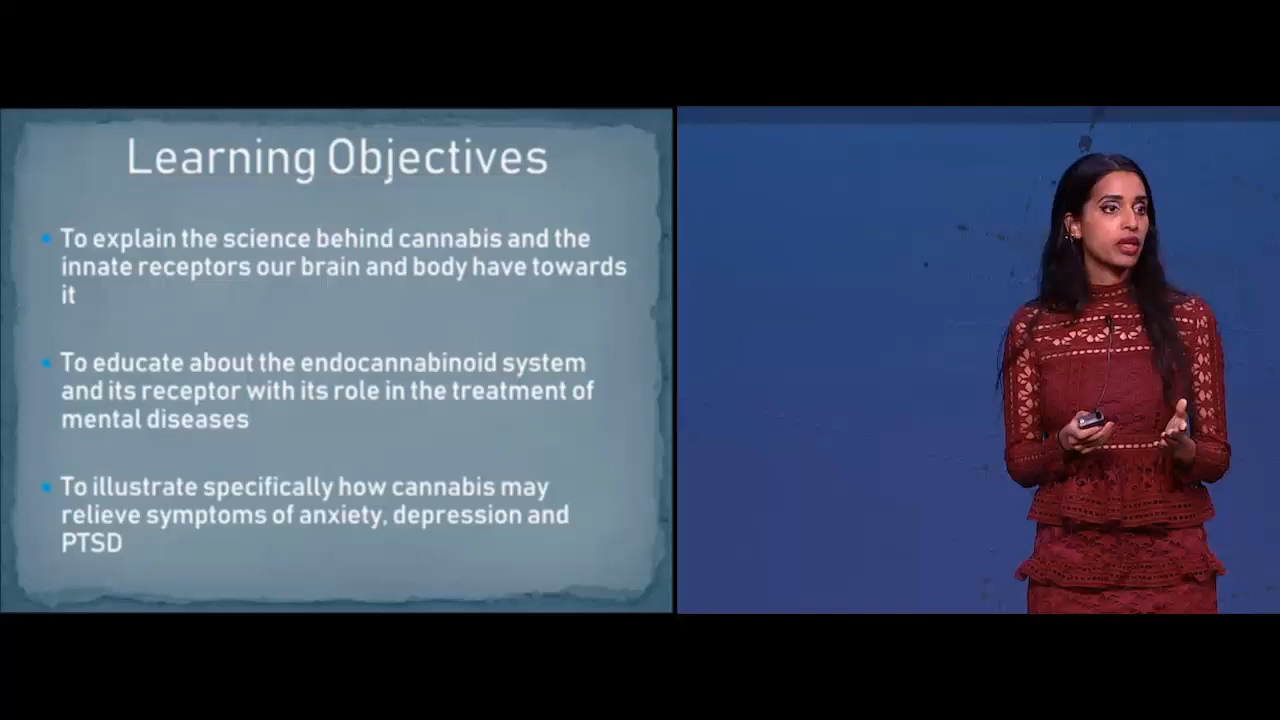 Learning Objectives
• To explain the science behind cannabis and the
innate receptors our brain and body have towards
it
• To educate about the endocannabinoid system
and its receptor with its role in the treatment of
mental diseases
• To illustrate specifically how cannabis may
relieve symptoms of anxiety, depression and
PTSD